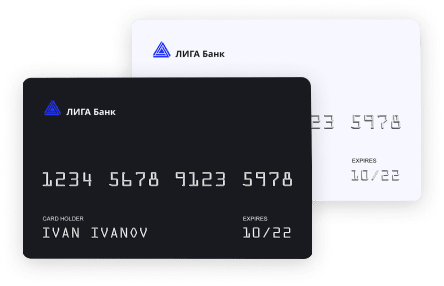 ЛИГА Банк
23 5978
EXPIRES
10/22
ЛИГА Банк
1234 5678 9123 5978
CARD HOLDER
EXPIRES
IVAN IVANOV
10/22